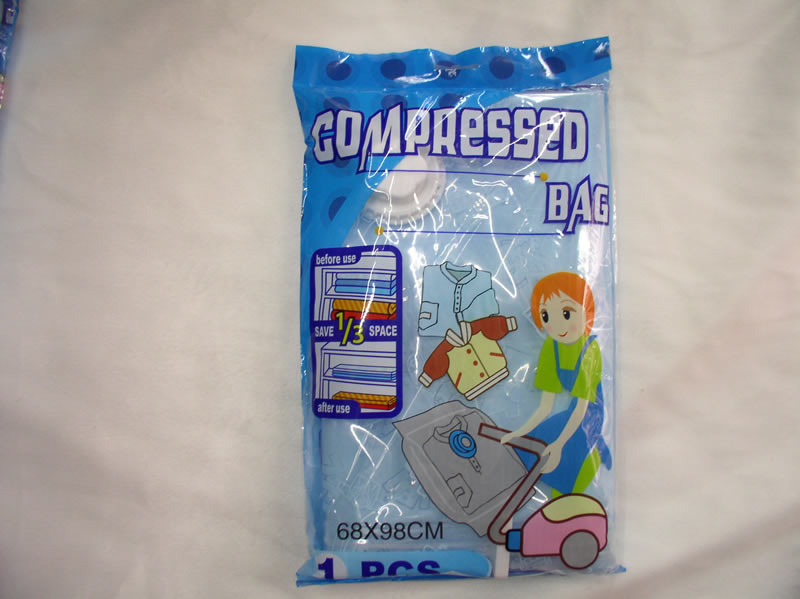 COMPRESSED
BAG
before use
SAVE 1/3 SPACE
after use
68X98CM
1 PCS